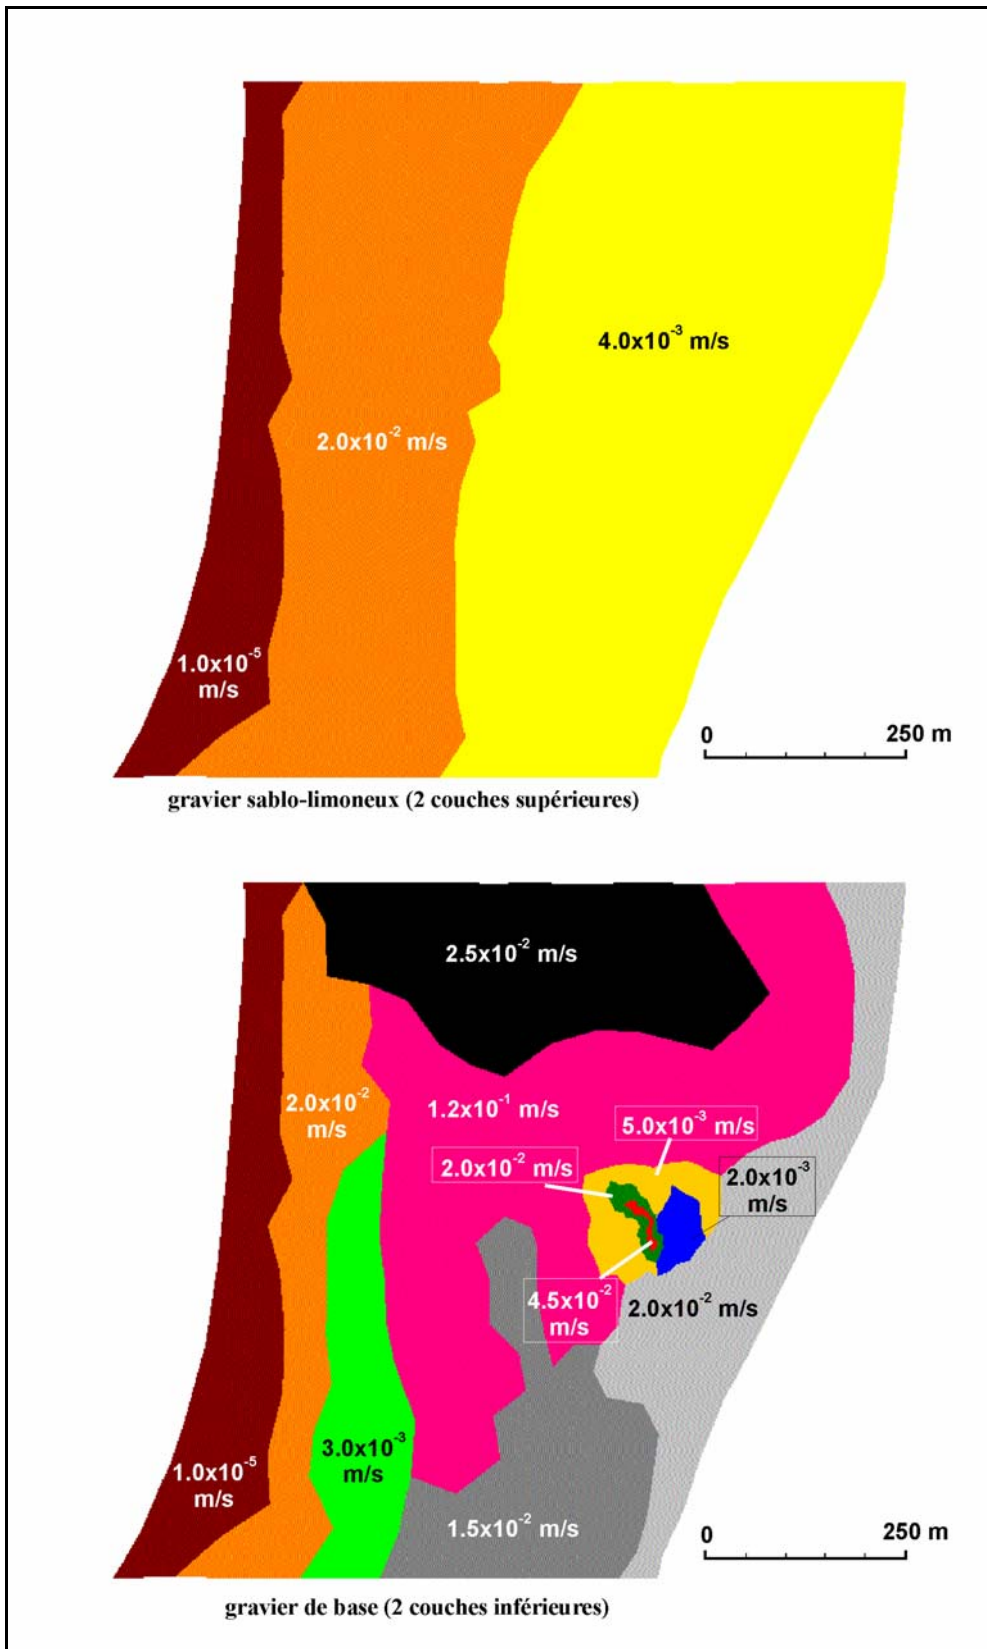 4.0x10⁻³ m/s
2.0x10⁻² m/s
1.0x10⁻⁵
m/s
0 250 m
gravier sablo-limoneux (2 couches supérieures)
2.5x10⁻² m/s
2.0x10⁻²
m/s
1.2x10⁻¹ m/s
5.0x10⁻³ m/s
2.0x10⁻² m/s
2.0x10⁻³
m/s
4.5x10⁻²
m/s
2.0x10⁻² m/s
3.0x10⁻³
m/s
1.0x10⁻⁵
m/s
1.5x10⁻² m/s
0 250 m
gravier de base (2 couches inférieures)